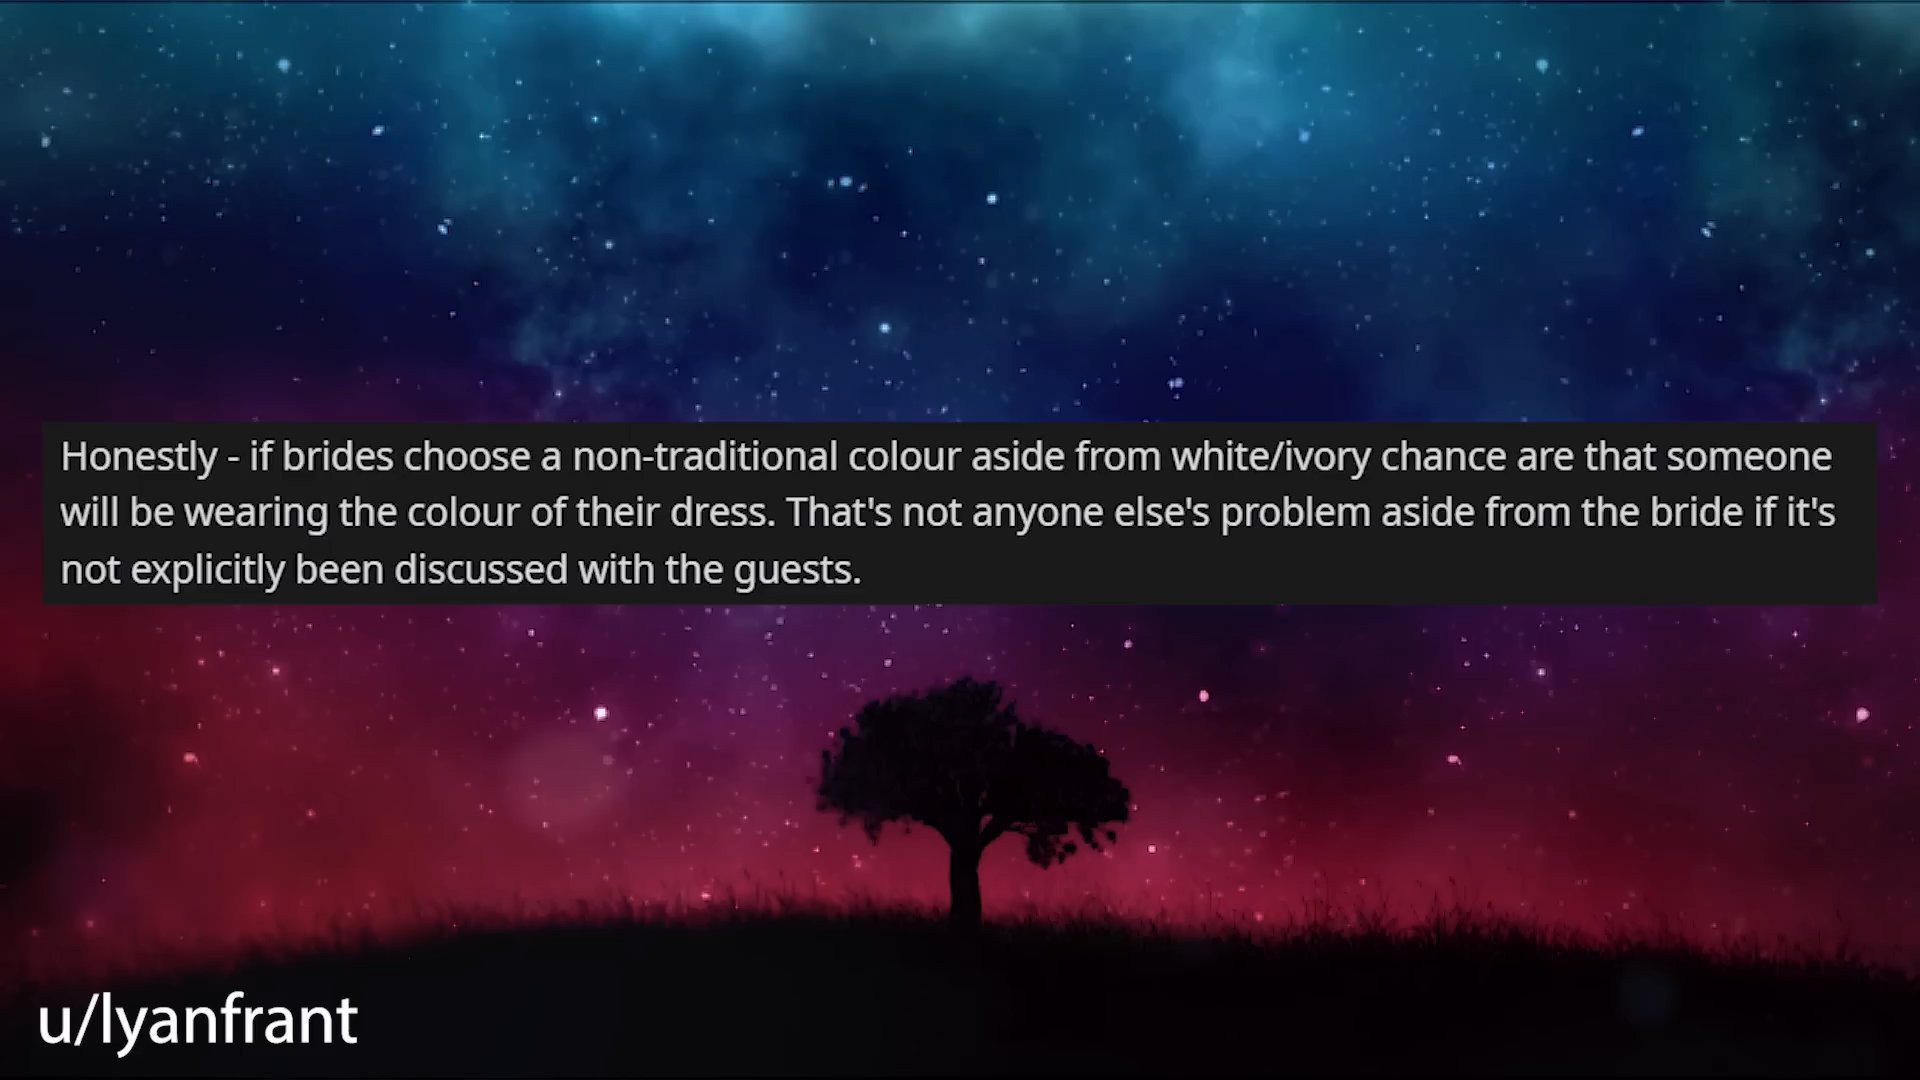 Honestly - if brides choose a non-traditional colour aside from white/ivory chance are that someone
will be wearing the colour of their dress. That's not anyone else's problem aside from the bride if it's
not explicitly been discussed with the guests.
u/lyanfrant